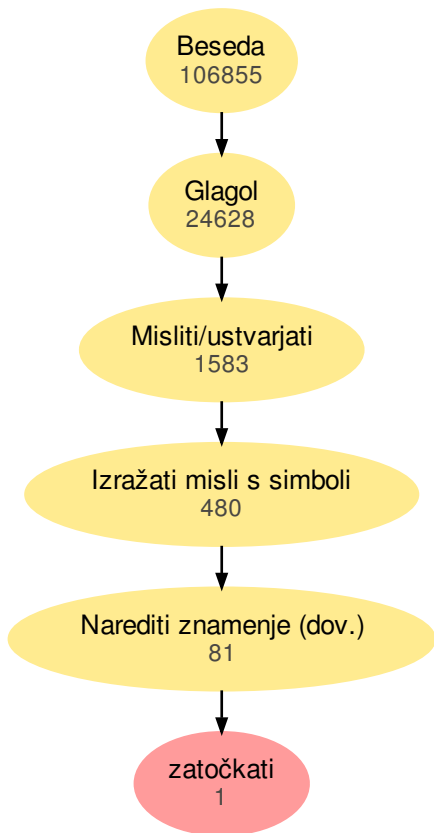 Beseda
106855
Glagol
24628
Misliti/ustvarjati
1583
Izražati misli s simboli
480
Narediti znamenje (dov.)
81
zatočkati
1